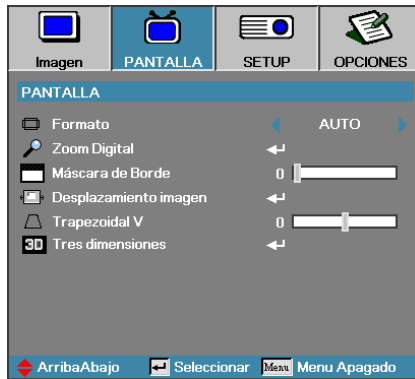 Imagen PANTALLA SETUP OPCIONES
PANTALLA
Formato AUTO
Zoom Digital
Máscara de Borde 0
Desplazamiento imagen
Trapezoidal V 0
3D Tres dimensiones
ArribaAbajo Seleccionar Menu Menu Apagado